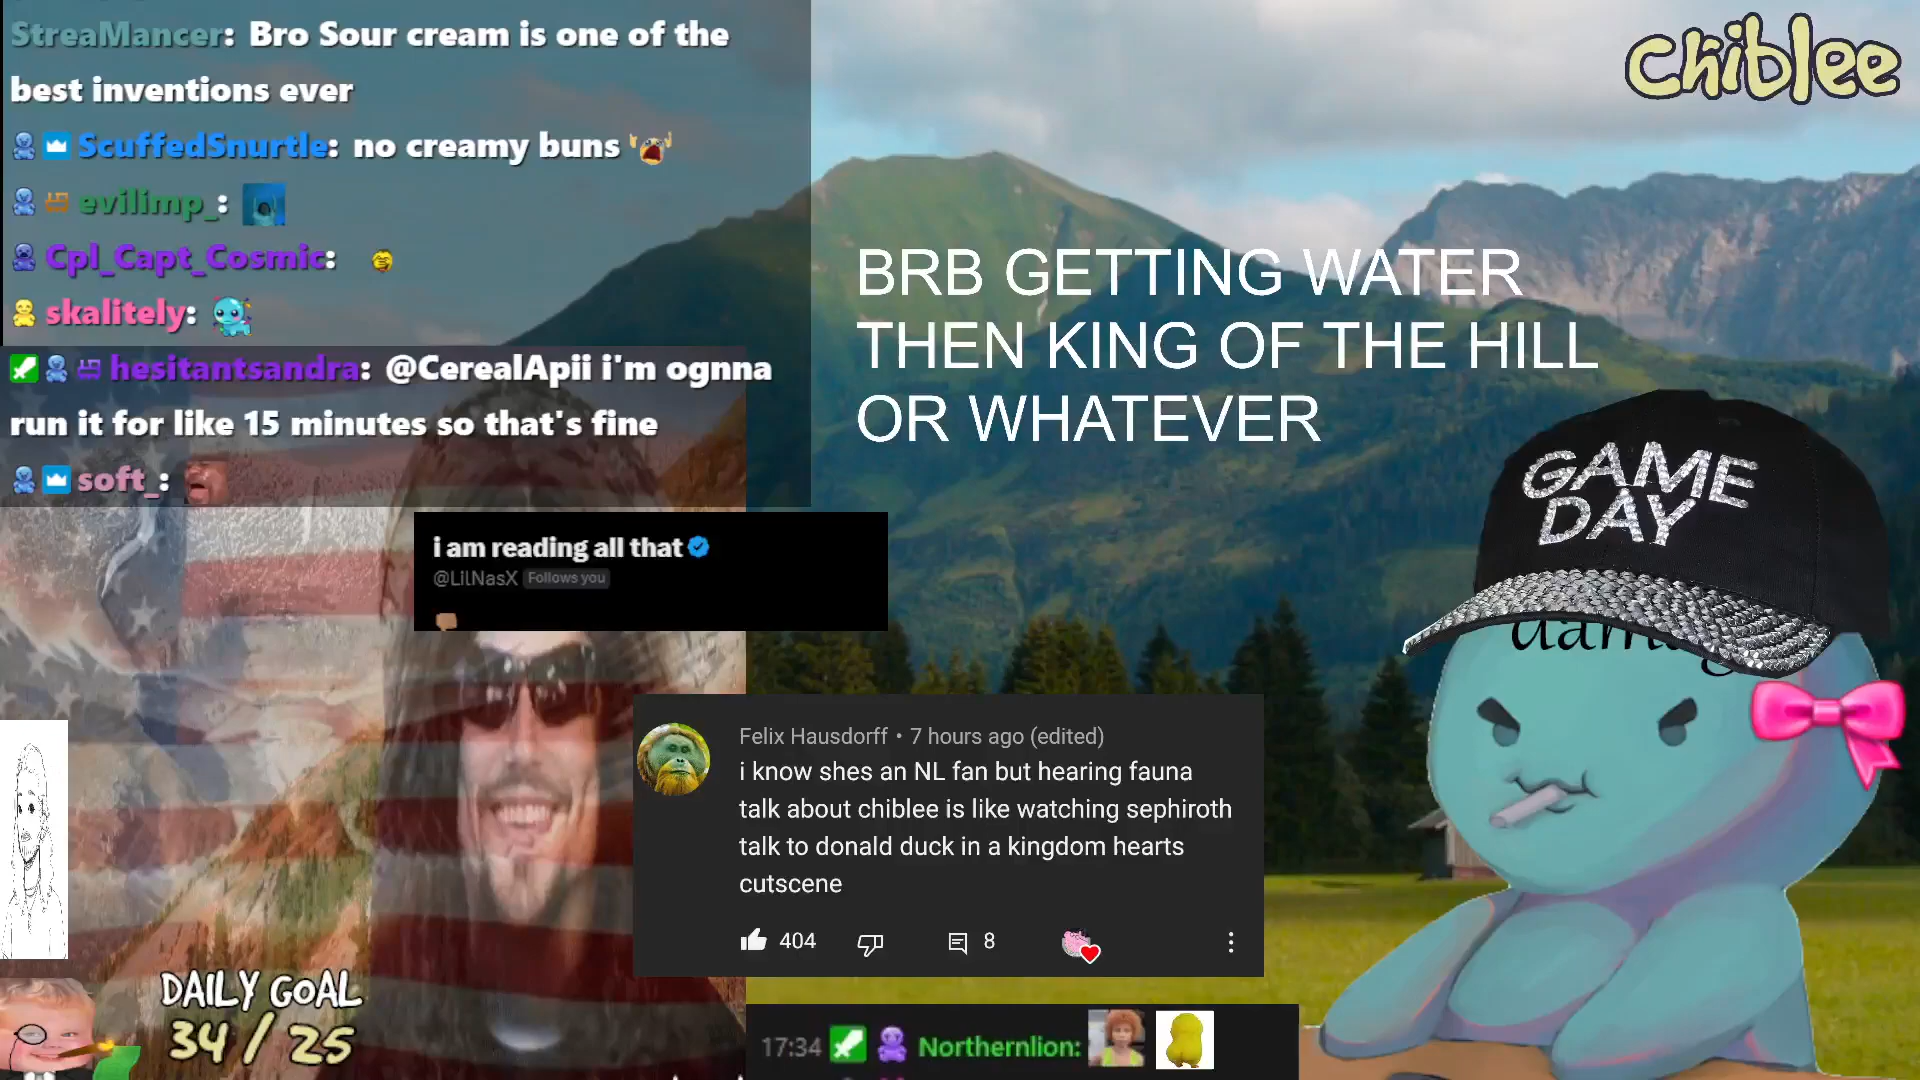 StreaMancer: Bro Sour cream is one of the
best inventions ever
ScuffedSnurtle: no creamy buns
evilimp_:
Cpl_Capt_Cosmic:
skalitely:
hesitantsandra: @CerealApii i'm ognna
run it for like 15 minutes so that's fine
soft_:
chiblee
BRB GETTING WATER
THEN KING OF THE HILL
OR WHATEVER
GAME
DAY
i am reading all that
@LilNasX Follows you
Felix Hausdorff • 7 hours ago (edited)
i know shes an NL fan but hearing fauna
talk about chiblee is like watching sephiroth
talk to donald duck in a kingdom hearts
cutscene
404 8
DAILY GOAL
34 / 25
17:34 Northernlion: